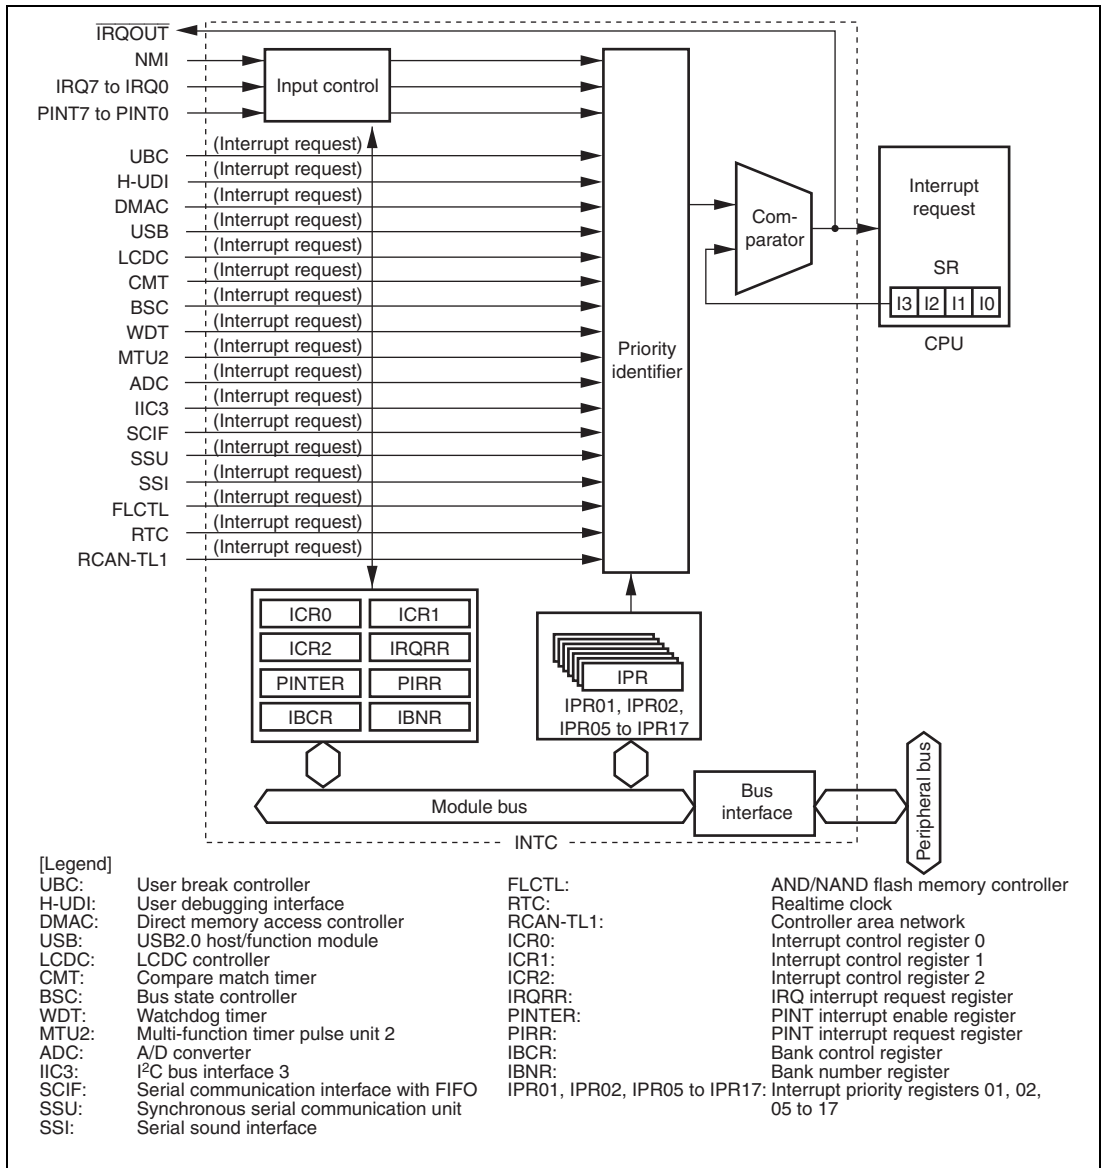 IRQOUT
NMI
IRQ7 to IRQ0
PINT7 to PINT0
Input control
UBC
(Interrupt request)
H-UDI
(Interrupt request)
DMAC
(Interrupt request)
USB
(Interrupt request)
LCDC
(Interrupt request)
CMT
(Interrupt request)
BSC
(Interrupt request)
WDT
(Interrupt request)
MTU2
(Interrupt request)
ADC
(Interrupt request)
IIC3
(Interrupt request)
SCIF
(Interrupt request)
SSU
(Interrupt request)
SSI
(Interrupt request)
FLCTL
(Interrupt request)
RTC
(Interrupt request)
RCAN-TL1
(Interrupt request)
Priority
identifier
Com-
parator
Interrupt
request
SR
I3 I2 I1 I0
CPU
ICR0 ICR1
ICR2 IRQRR
PINTER PIRR
IBCR IBNR
IPR
IPR01, IPR02,
IPR05 to IPR17
Module bus
Bus
interface
Peripheral bus
INTC
[Legend]
UBC: User break controller
H-UDI: User debugging interface
DMAC: Direct memory access controller
USB: USB2.0 host/function module
LCDC: LCDC controller
CMT: Compare match timer
BSC: Bus state controller
WDT: Watchdog timer
MTU2: Multi-function timer pulse unit 2
ADC: A/D converter
IIC3: I²C bus interface 3
SCIF: Serial communication interface with FIFO
SSU: Synchronous serial communication unit
SSI: Serial sound interface
FLCTL: AND/NAND flash memory controller
RTC: Realtime clock
RCAN-TL1: Controller area network
ICR0: Interrupt control register 0
ICR1: Interrupt control register 1
ICR2: Interrupt control register 2
IRQRR: IRQ interrupt request register
PINTER: PINT interrupt enable register
PIRR: PINT interrupt request register
IBCR: Bank control register
IBNR: Bank number register
IPR01, IPR02, IPR05 to IPR17: Interrupt priority registers 01, 02,
05 to 17